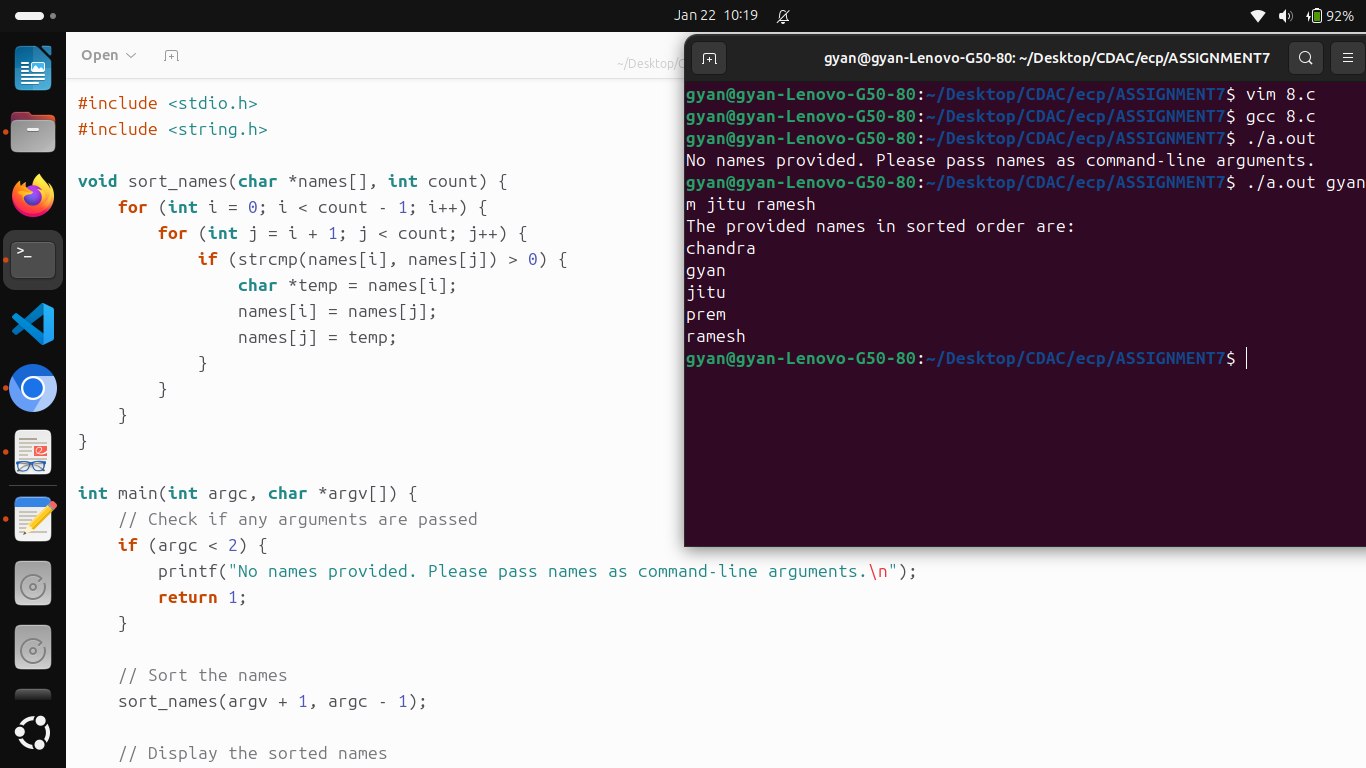 Jan 22 10:19
92%
Open
~/Desktop/C
#include <stdio.h>
#include <string.h>
void sort_names(char *names[], int count) {
    for (int i = 0; i < count - 1; i++) {
        for (int j = i + 1; j < count; j++) {
            if (strcmp(names[i], names[j]) > 0) {
                char *temp = names[i];
                names[i] = names[j];
                names[j] = temp;
            }
        }
    }
}
int main(int argc, char *argv[]) {
    // Check if any arguments are passed
    if (argc < 2) {
        printf("No names provided. Please pass names as command-line arguments.\n");
        return 1;
    }
    // Sort the names
    sort_names(argv + 1, argc - 1);
    // Display the sorted names
gyan@gyan-Lenovo-G50-80: ~/Desktop/CDAC/ecp/ASSIGNMENT7
gyan@gyan-Lenovo-G50-80:~/Desktop/CDAC/ecp/ASSIGNMENT7$ vim 8.c
gyan@gyan-Lenovo-G50-80:~/Desktop/CDAC/ecp/ASSIGNMENT7$ gcc 8.c
gyan@gyan-Lenovo-G50-80:~/Desktop/CDAC/ecp/ASSIGNMENT7$ ./a.out
No names provided. Please pass names as command-line arguments.
gyan@gyan-Lenovo-G50-80:~/Desktop/CDAC/ecp/ASSIGNMENT7$ ./a.out gyan
m jitu ramesh
The provided names in sorted order are:
chandra
gyan
jitu
prem
ramesh
gyan@gyan-Lenovo-G50-80:~/Desktop/CDAC/ecp/ASSIGNMENT7$